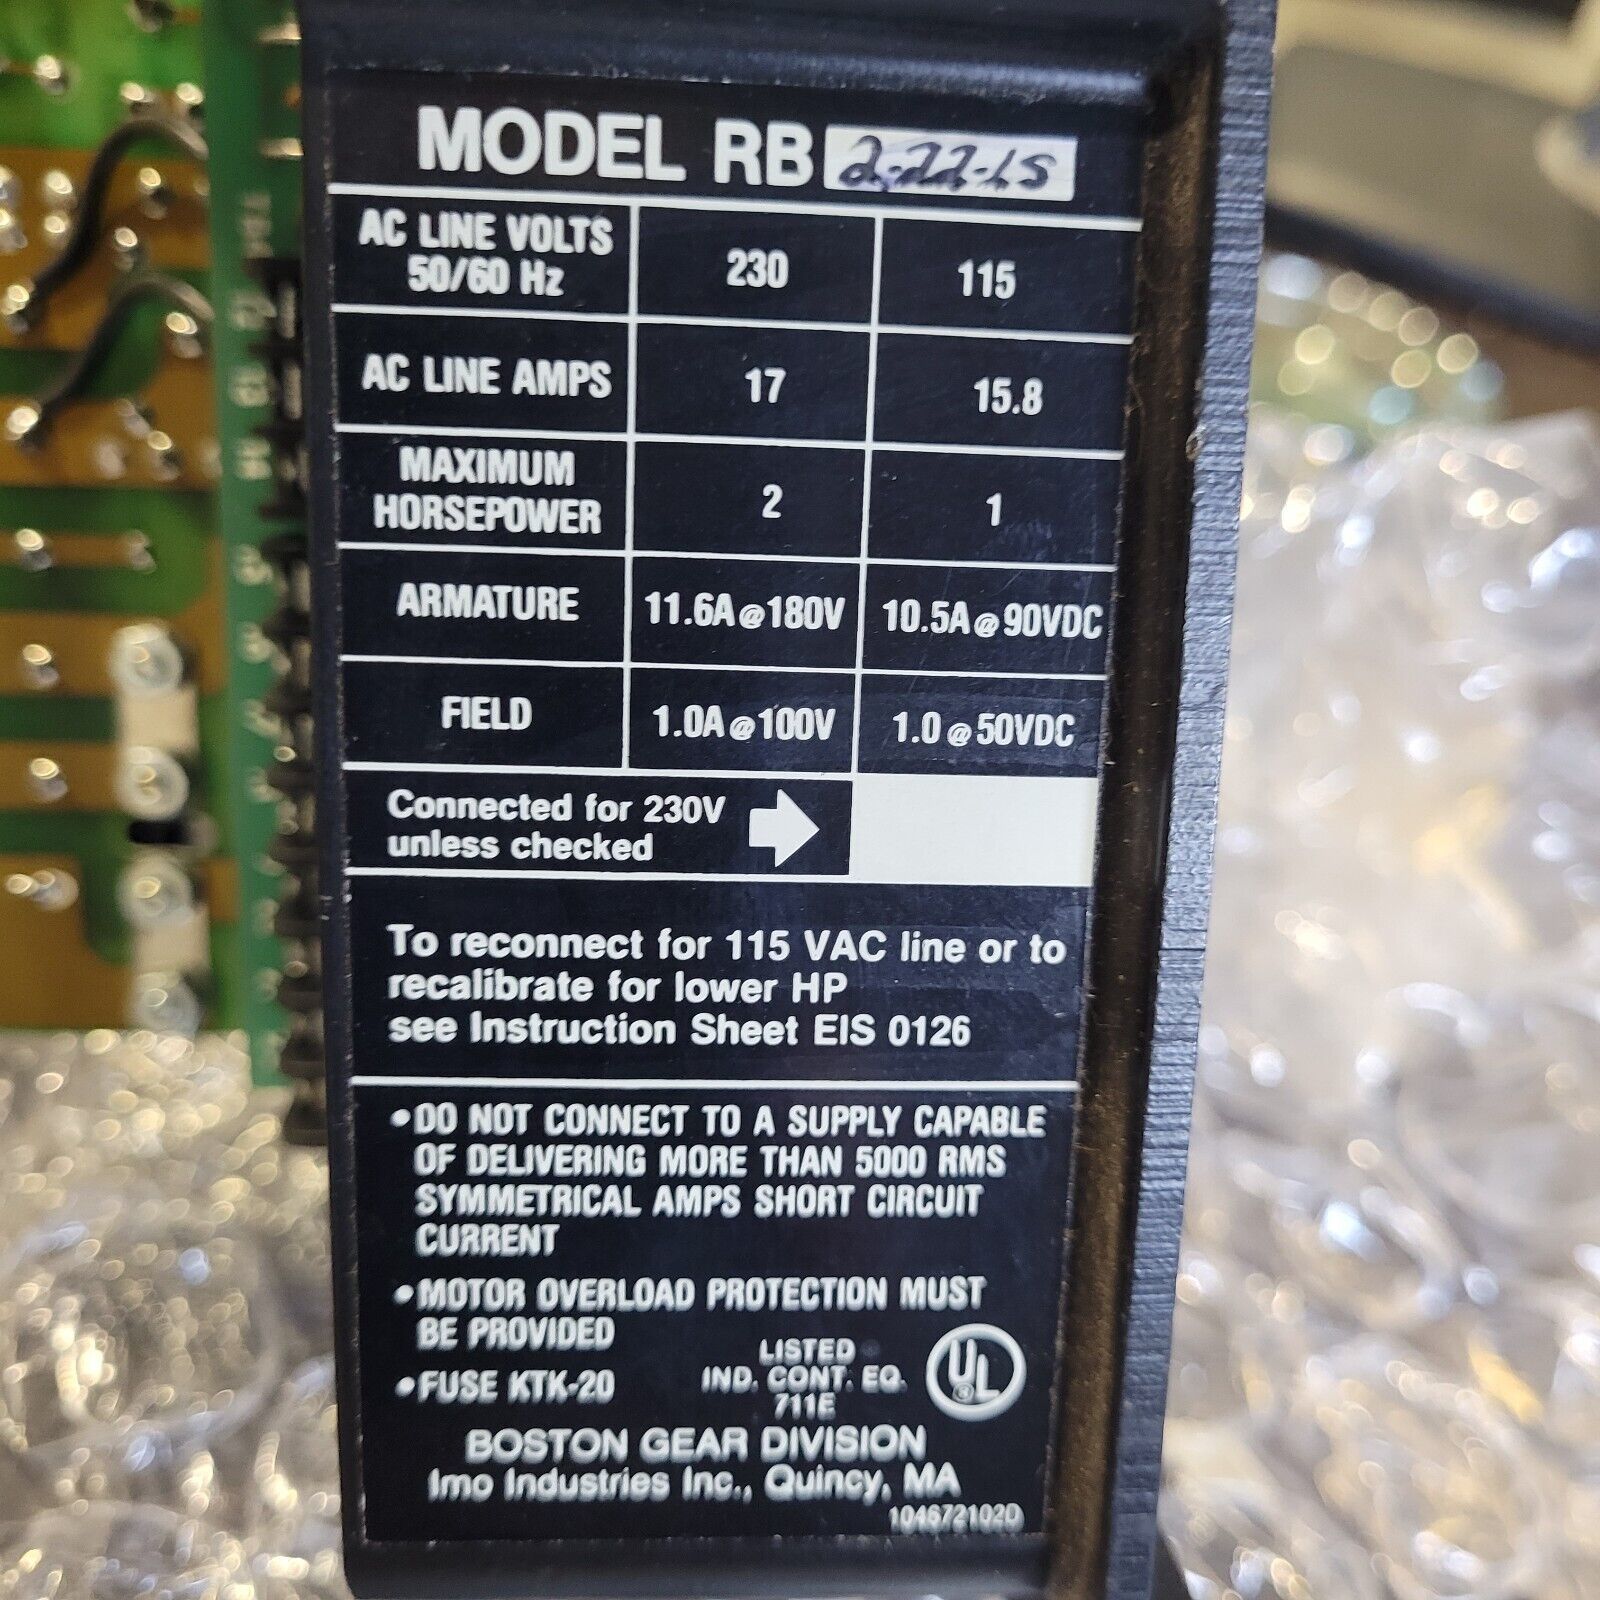 MODEL RB 2-22-LS
AC LINE VOLTS
50/60 Hz
230
115
AC LINE AMPS
17
15.8
MAXIMUM
HORSEPOWER
2
1
ARMATURE
11.6A@180V
10.5A@90VDC
FIELD
1.0A@100V
1.0@50VDC
Connected for 230V
unless checked
To reconnect for 115 VAC line or to
recalibrate for lower HP
see Instruction Sheet EIS 0126
•DO NOT CONNECT TO A SUPPLY CAPABLE
OF DELIVERING MORE THAN 5000 RMS
SYMMETRICAL AMPS SHORT CIRCUIT
CURRENT
•MOTOR OVERLOAD PROTECTION MUST
BE PROVIDED
•FUSE KTK-20
LISTED
IND. CONT. EQ.
711E
UL
®
BOSTON GEAR DIVISION
Imo Industries Inc., Quincy, MA
104672102D